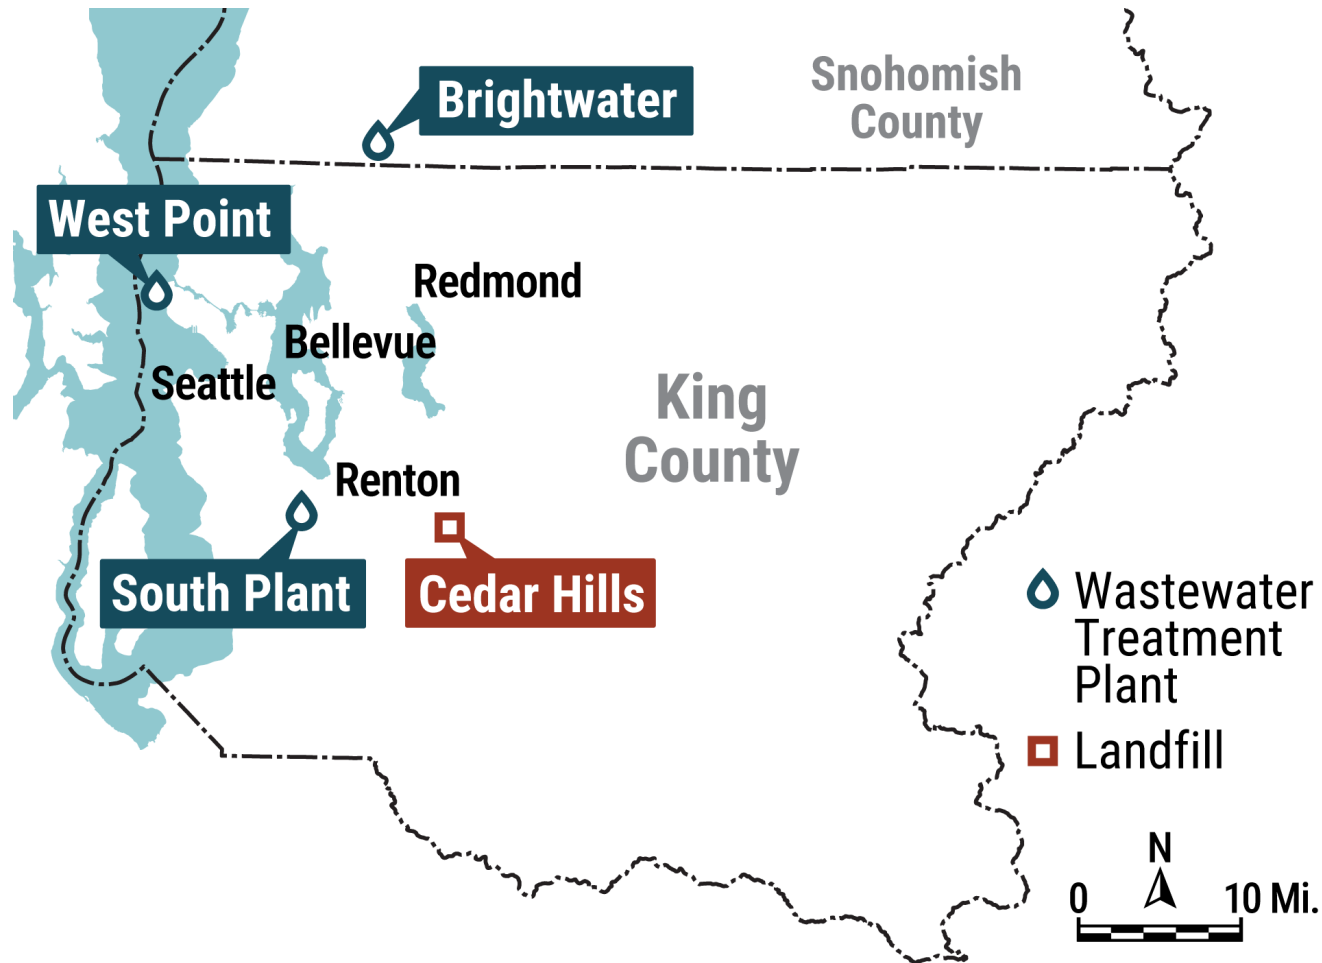 Snohomish
County
Brightwater
West Point
Redmond
Bellevue
Seattle
King
County
Renton
South Plant
Cedar Hills
Wastewater
Treatment
Plant
Landfill
N
0 10 Mi.